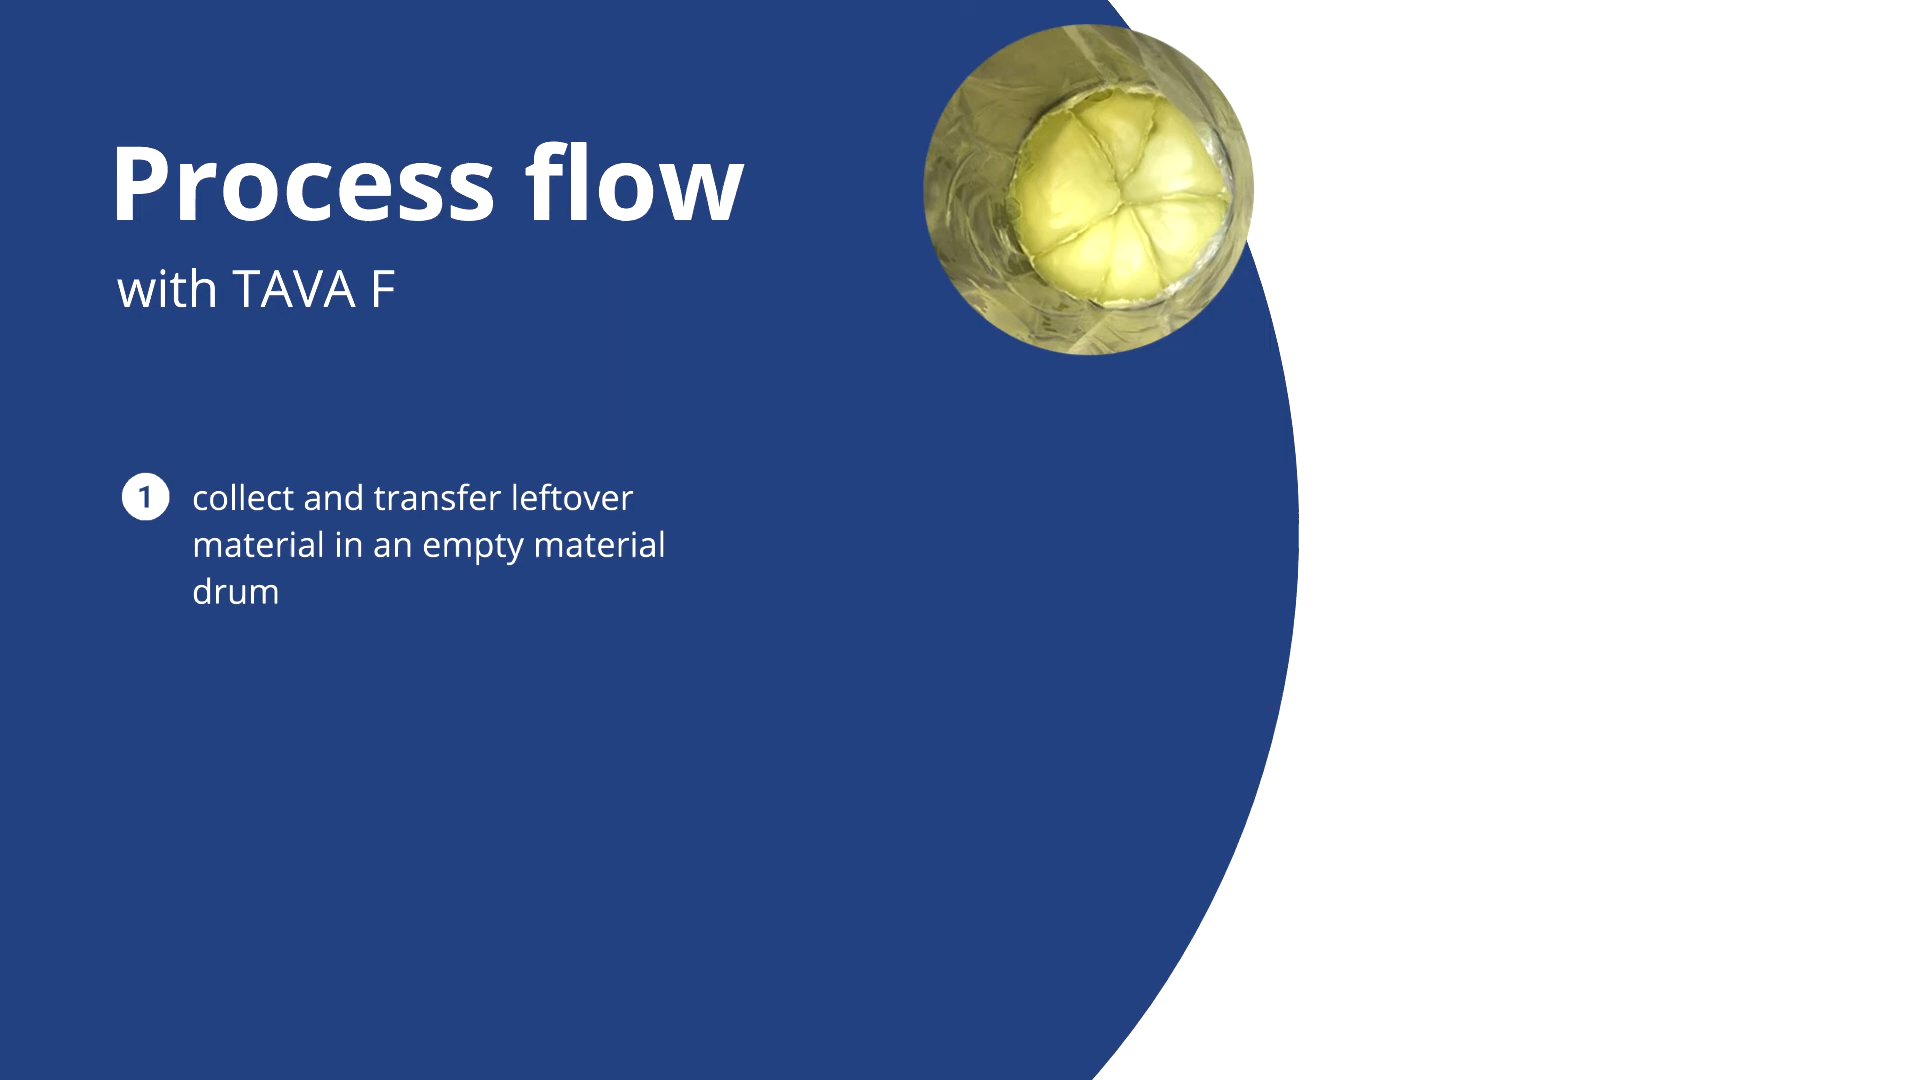 Process flow
with TAVA F
1 collect and transfer leftover
material in an empty material
drum